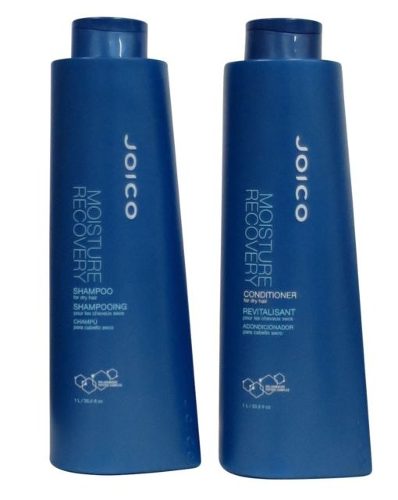 JOICO
MOISTURE
RECOVERY
SHAMPOO
for dry hair
SHAMPOOING
pour les cheveux secs
CHAMPÚ
para cabello seco
1 L / 33.8 fl oz
JOICO
MOISTURE
RECOVERY
CONDITIONER
for dry hair
REVITALISANT
pour les cheveux secs
ACONDICIONADOR
para cabello seco
1 L / 33.8 fl oz